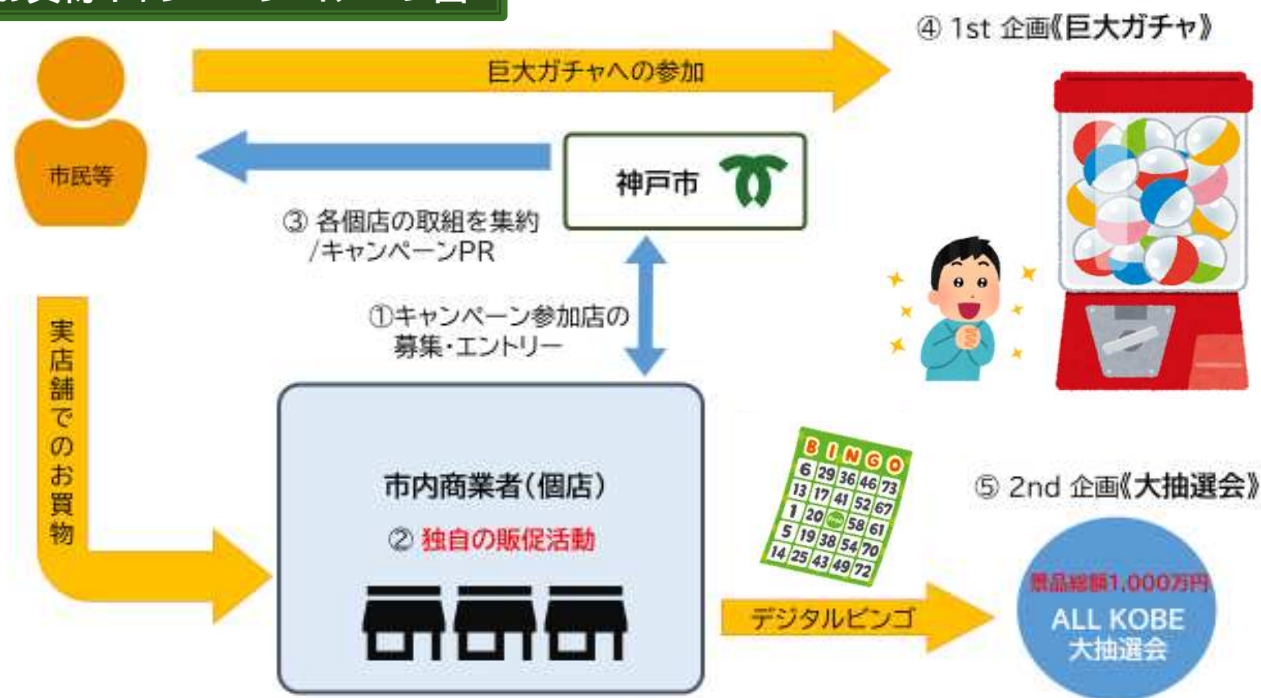 ④ 1st 企画《巨大ガチャ》
巨大ガチャへの参加
市民等
神戸市
③ 各個店の取組を集約
/キャンペーンPR
①キャンペーン参加店の
募集・エントリー
実店舗でのお買物
市内商業者(個店)
② 独自の販促活動
BINGO
6 29 36 46 73
13 17 41 52 67
1 20 58 61
5 19 38 54 70
14 25 43 49 72
デジタルビンゴ
⑤ 2nd 企画《大抽選会》
景品総額1,000万円
ALL KOBE
大抽選会